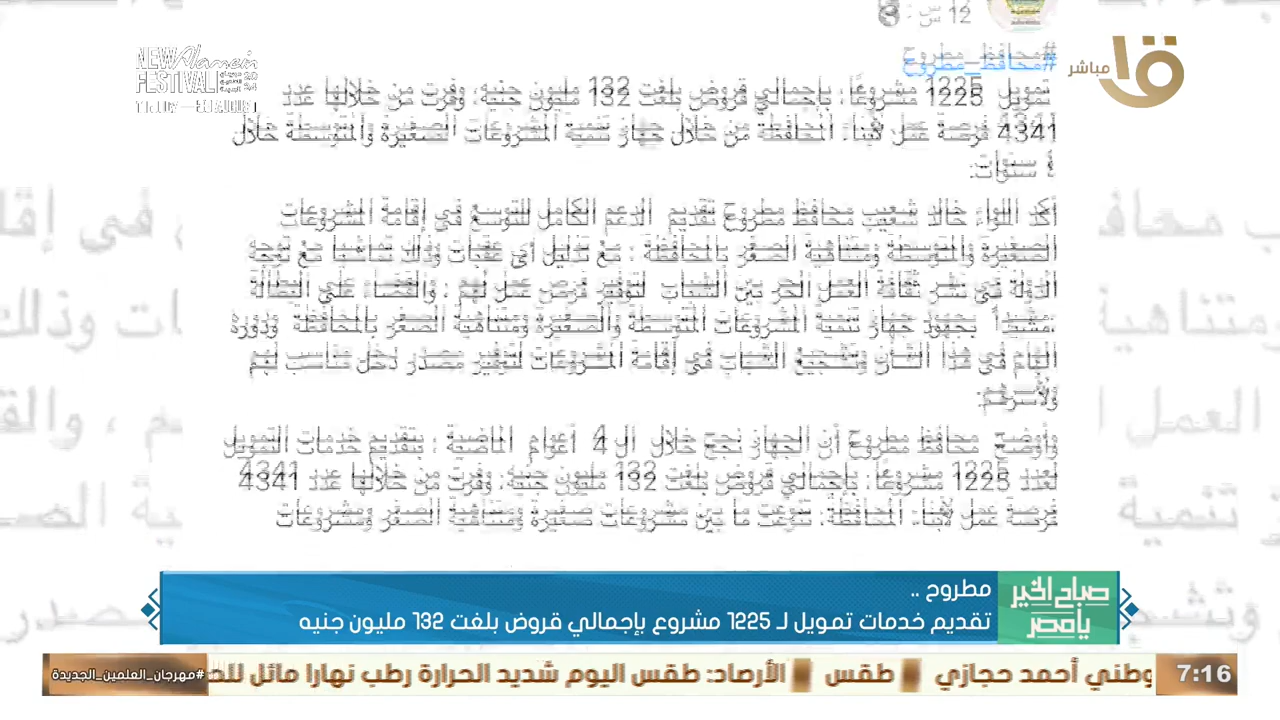 12 س
#محافظ_مطروح
تمويل 1225 مشروعًا، بإجمالي قروض بلغت 132 مليون جنيه، وفرت من خلالها عدد
4341 فرصة عمل لأبناء المحافظة من خلال جهاز تنمية المشروعات الصغيرة والمتوسطة خلال
سنوات:
أكد اللواء خالد شعيب محافظ مطروح تقديم الدعم الكامل للتوسع في إقامة المشروعات
الصغيرة والمتوسطة ومتناهية الصغر بالمحافظة ، مع تذليل أي عقبات وذلك تماشيا مع توجه
الدولة في نشر ثقافة العمل الحر بين الشباب لتوفير فرص عمل لهم ، والقضاء علي البطالة
،مشيداً بجهود جهاز تنمية المشروعات المتوسطة والصغيرة ومتناهية الصغر بالمحافظة ودوره
الهام في هذا الشأن وتشجيع الشباب في إقامة المشروعات لتوفير مصدر دخل مناسب لهم
ولأسرهم.
وأوضح محافظ مطروح أن الجهاز نجح خلال ال 4 أعوام الماضية ، بتقديم خدمات التمويل
لعدد 1225 مشروعًا، بإجمالي قروض بلغت 132 مليون جنيه، وفرت من خلالها عدد 4341
فرصة عمل لأبناء المحافظة، تنوعت ما بين مشروعات صغيرة ومتناهية الصغر ومشروعات
مباشر
NEW Alamein
FESTIVAL
صباح الخير
يا مصر
مطروح ..
تقديم خدمات تمويل لـ 1225 مشروع بإجمالي قروض بلغت 132 مليون جنيه
7:16
وطني أحمد حجازي طقس الأرصاد: طقس اليوم شديد الحرارة رطب نهارا مائل
#مهرجان_العلمين_الجديدة